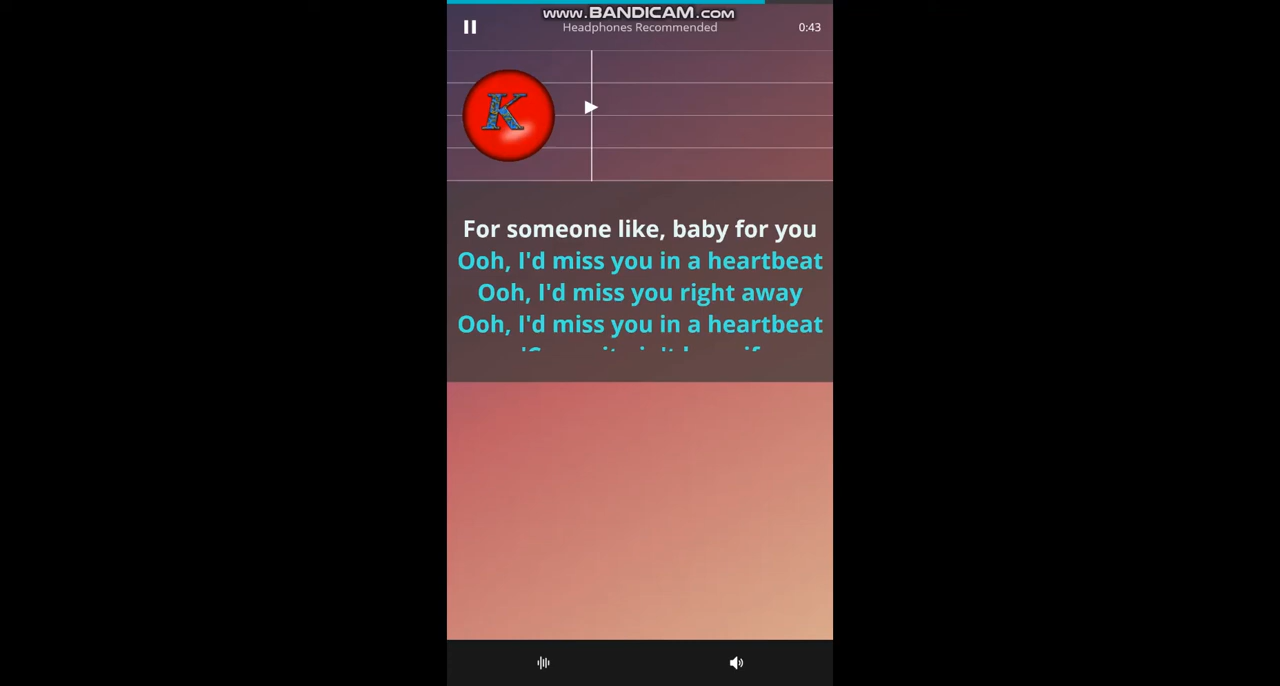 www.BANDICAM.com
Headphones Recommended
0:43
K
For someone like, baby for you
Ooh, I'd miss you in a heartbeat
Ooh, I'd miss you right away
Ooh, I'd miss you in a heartbeat